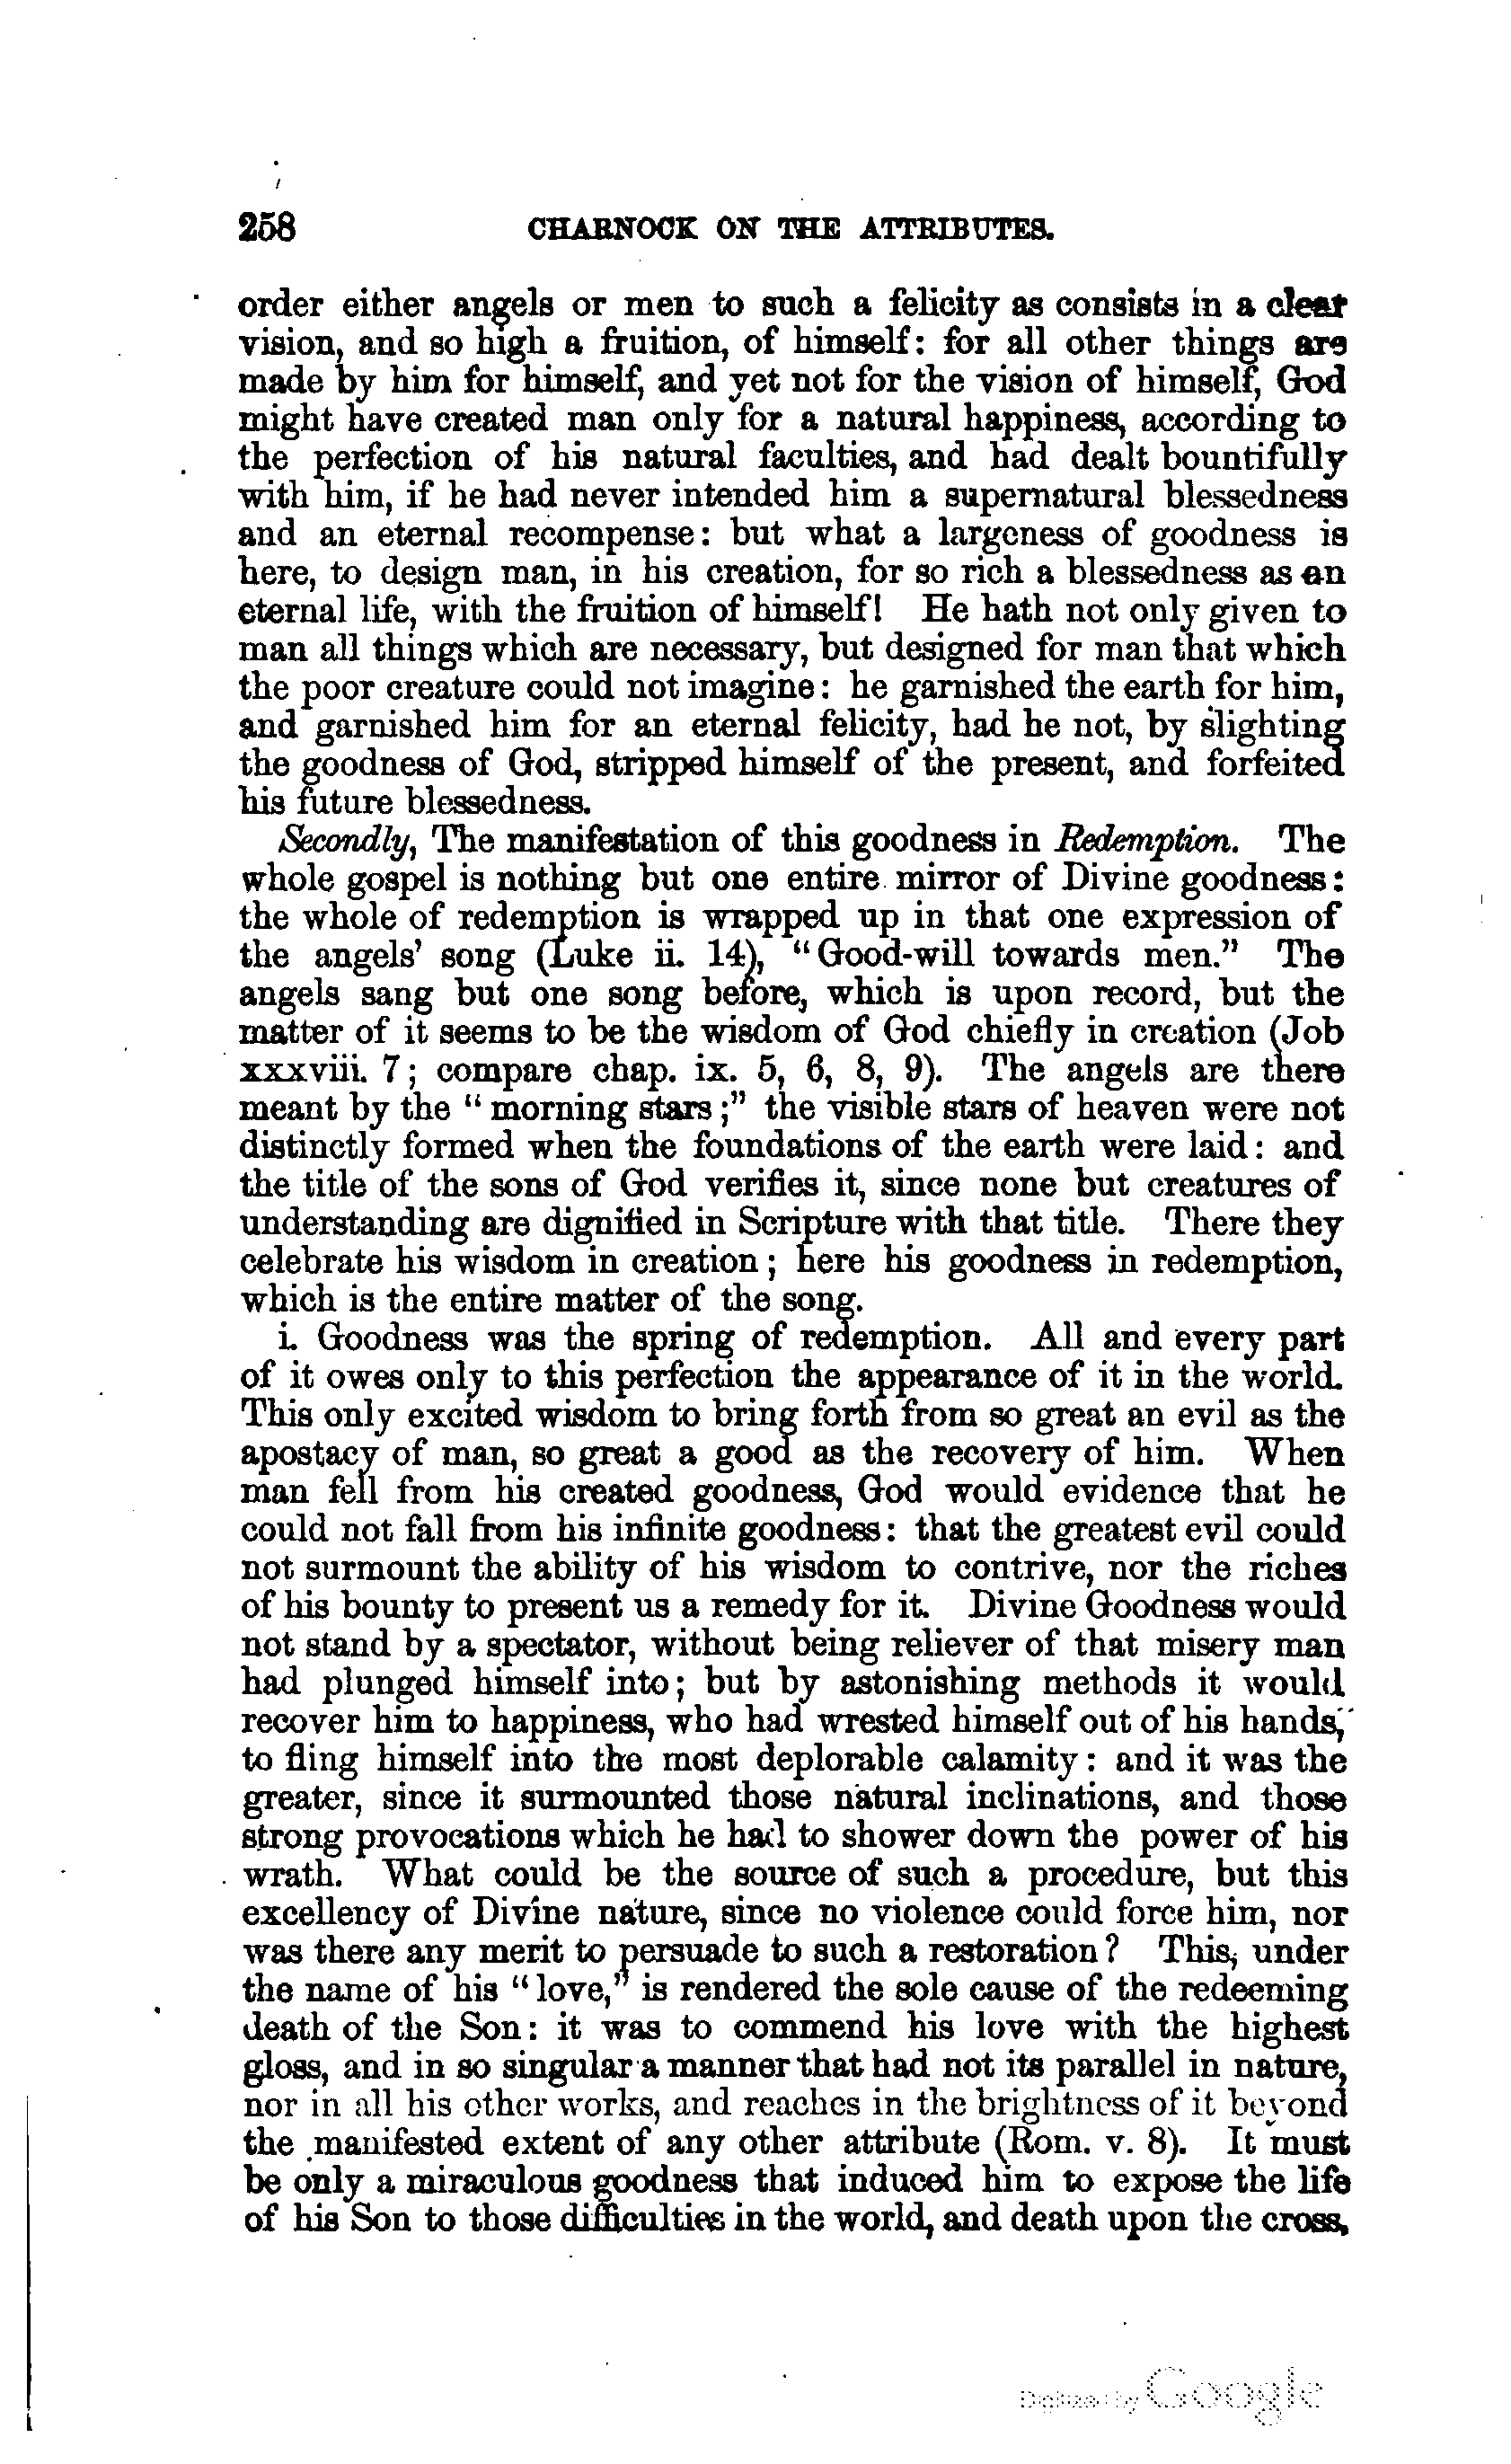 258 CHARNOCK ON THE ATTRIBUTES.
order either angels or men to such a felicity as consists in a clear
vision, and so high a fruition, of himself: for all other things are
made by him for himself, and yet not for the vision of himself, God
might have created man only for a natural happiness, according to
the perfection of his natural faculties, and had dealt bountifully
with him, if he had never intended him a supernatural blessedness
and an eternal recompense: but what a largeness of goodness is
here, to design man, in his creation, for so rich a blessedness as an
eternal life, with the fruition of himself! He hath not only given to
man all things which are necessary, but designed for man that which
the poor creature could not imagine: he garnished the earth for him,
and garnished him for an eternal felicity, had he not, by slighting
the goodness of God, stripped himself of the present, and forfeited
his future blessedness.
Secondly, The manifestation of this goodness in Redemption. The
whole gospel is nothing but one entire mirror of Divine goodness:
the whole of redemption is wrapped up in that one expression of
the angels' song (Luke ii. 14), "Good-will towards men." The
angels sang but one song before, which is upon record, but the
matter of it seems to be the wisdom of God chiefly in creation (Job
xxxviii. 7; compare chap. ix. 5, 6, 8, 9). The angels are there
meant by the "morning stars;" the visible stars of heaven were not
distinctly formed when the foundations of the earth were laid: and
the title of the sons of God verifies it, since none but creatures of
understanding are dignified in Scripture with that title. There they
celebrate his wisdom in creation; here his goodness in redemption,
which is the entire matter of the song.
i. Goodness was the spring of redemption. All and every part
of it owes only to this perfection the appearance of it in the world.
This only excited wisdom to bring forth from so great an evil as the
apostacy of man, so great a good as the recovery of him. When
man fell from his created goodness, God would evidence that he
could not fall from his infinite goodness: that the greatest evil could
not surmount the ability of his wisdom to contrive, nor the riches
of his bounty to present us a remedy for it. Divine Goodness would
not stand by a spectator, without being reliever of that misery man
had plunged himself into; but by astonishing methods it would
recover him to happiness, who had wrested himself out of his hands,
to fling himself into the most deplorable calamity: and it was the
greater, since it surmounted those natural inclinations, and those
strong provocations which he had to shower down the power of his
wrath. What could be the source of such a procedure, but this
excellency of Divine nature, since no violence could force him, nor
was there any merit to persuade to such a restoration? This, under
the name of his "love," is rendered the sole cause of the redeeming
death of the Son: it was to commend his love with the highest
gloss, and in so singular a manner that had not its parallel in nature,
nor in all his other works, and reaches in the brightness of it beyond
the manifested extent of any other attribute (Rom. v. 8). It must
be only a miraculous goodness that induced him to expose the life
of his Son to those difficulties in the world, and death upon the cross,
Digitized by Google